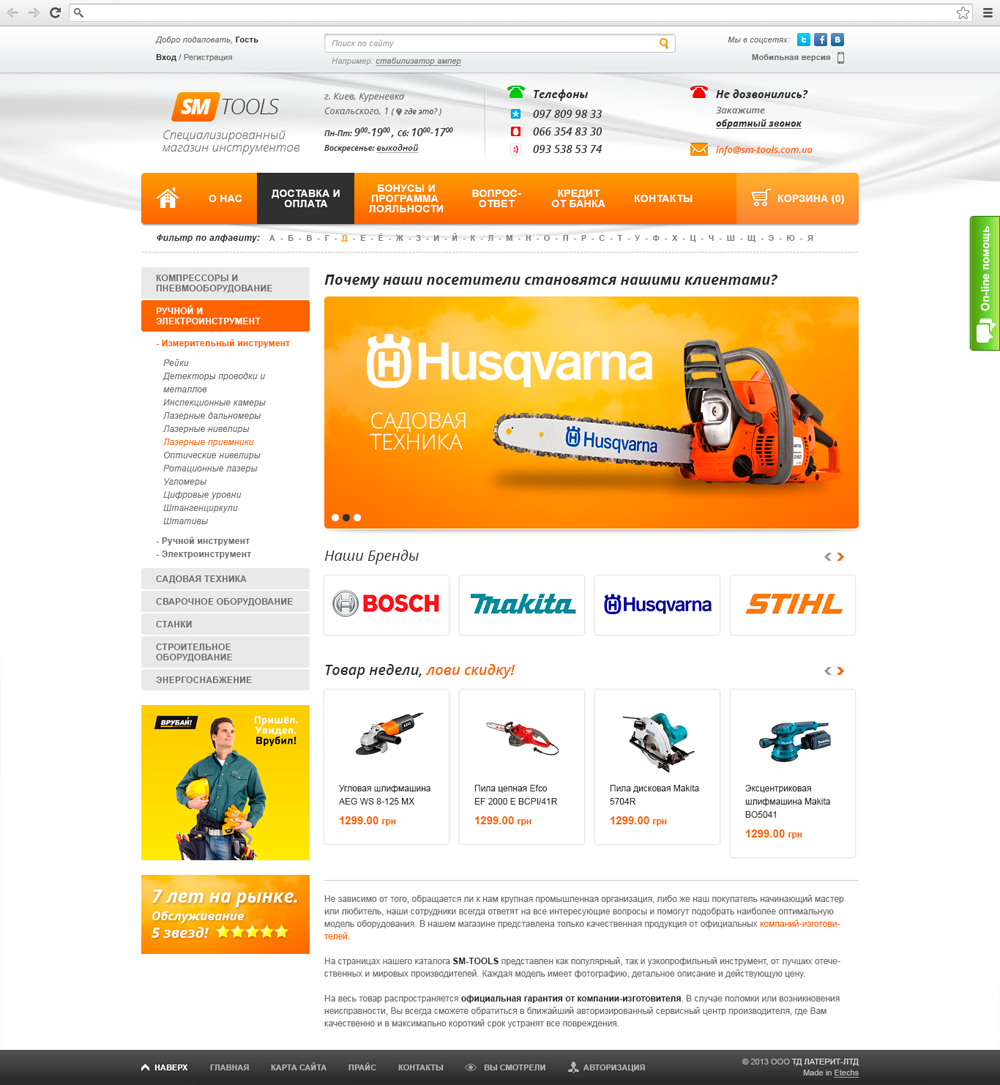 Добро подаловать, Гость
Вход / Регистрация
Поиск по сайту
Например: стабилизатор ампер
Мы в соцсетях:
Мобильная версия
SM TOOLS
Специализированный
магазин инструментов
г. Киев, Куреневка
Сокальского, 1 ( где это? )
Пн-Пт: 9⁰⁰-19⁰⁰, Сб: 10⁰⁰-17⁰⁰
Воскресенье: выходной
Телефоны
097 809 98 33
066 354 83 30
093 538 53 74
Не дозвонились?
Закажите
обратный звонок
info@sm-tools.com.ua
О НАС
ДОСТАВКА И
ОПЛАТА
БОНУСЫ И
ПРОГРАММА
ЛОЯЛЬНОСТИ
ВОПРОС-
ОТВЕТ
КРЕДИТ
ОТ БАНКА
КОНТАКТЫ
КОРЗИНА (0)
Фильтр по алфавиту: А - Б - В - Г - Д - Е - Ё - Ж - З - И - Й - К - Л - М - Н - О - П - Р - С - Т - У - Ф - Х - Ц - Ч - Ш - Щ - Э - Ю - Я
On-line помощь
КОМПРЕССОРЫ И
ПНЕВМООБОРУДОВАНИЕ
РУЧНОЙ И
ЭЛЕКТРОИНСТРУМЕНТ
- Измерительный инструмент
Рейки
Детекторы проводки и
металлов
Инспекционные камеры
Лазерные дальномеры
Лазерные нивелиры
Лазерные приемники
Оптические нивелиры
Ротационные лазеры
Угломеры
Цифровые уровни
Штангенциркули
Штативы
- Ручной инструмент
- Электроинструмент
САДОВАЯ ТЕХНИКА
СВАРОЧНОЕ ОБОРУДОВАНИЕ
СТАНКИ
СТРОИТЕЛЬНОЕ
ОБОРУДОВАНИЕ
ЭНЕРГОСНАБЖЕНИЕ
ВРУБАЙ!
Пришёл.
Увидел.
Врубил!
7 лет на рынке.
Обслуживание
5 звезд!
Почему наши посетители становятся нашими клиентами?
Husqvarna
САДОВАЯ
ТЕХНИКА
Husqvarna
Наши Бренды
BOSCH
Makita
Husqvarna
STIHL
Товар недели, лови скидку!
Угловая шлифмашина
AEG WS 8-125 MX
1299.00 грн
Пила цепная Efco
EF 2000 E BCPI/41R
1299.00 грн
Пила дисковая Makita
5704R
1299.00 грн
Эксцентриковая
шлифмашина Makita
BO5041
1299.00 грн
Не зависимо от того, обращается ли к нам крупная промышленная организация, либо же наш покупатель начинающий мастер
или любитель, наши сотрудники всегда ответят на все интересующие вопросы и помогут подобрать наиболее оптимальную
модель оборудования. В нашем магазине представлена только качественная продукция от официальных компаний-изготови-
телей.
На страницах нашего каталога SM-TOOLS представлен как популярный, так и узкопрофильный инструмент, от лучших отече-
ственных и мировых производителей. Каждая модель имеет фотографию, детальное описание и действующую цену.
На весь товар распространяется официальная гарантия от компании-изготовителя. В случае поломки или возникновения
неисправности, Вы всегда сможете обратиться в ближайший авторизированный сервисный центр производителя, где Вам
качественно и в максимально короткий срок устранят все повреждения.
НАВЕРХ
ГЛАВНАЯ
КАРТА САЙТА
ПРАЙС
КОНТАКТЫ
ВЫ СМОТРЕЛИ
АВТОРИЗАЦИЯ
© 2013 ООО ТД ЛАТЕРИТ-ЛТД
Made in Etechs